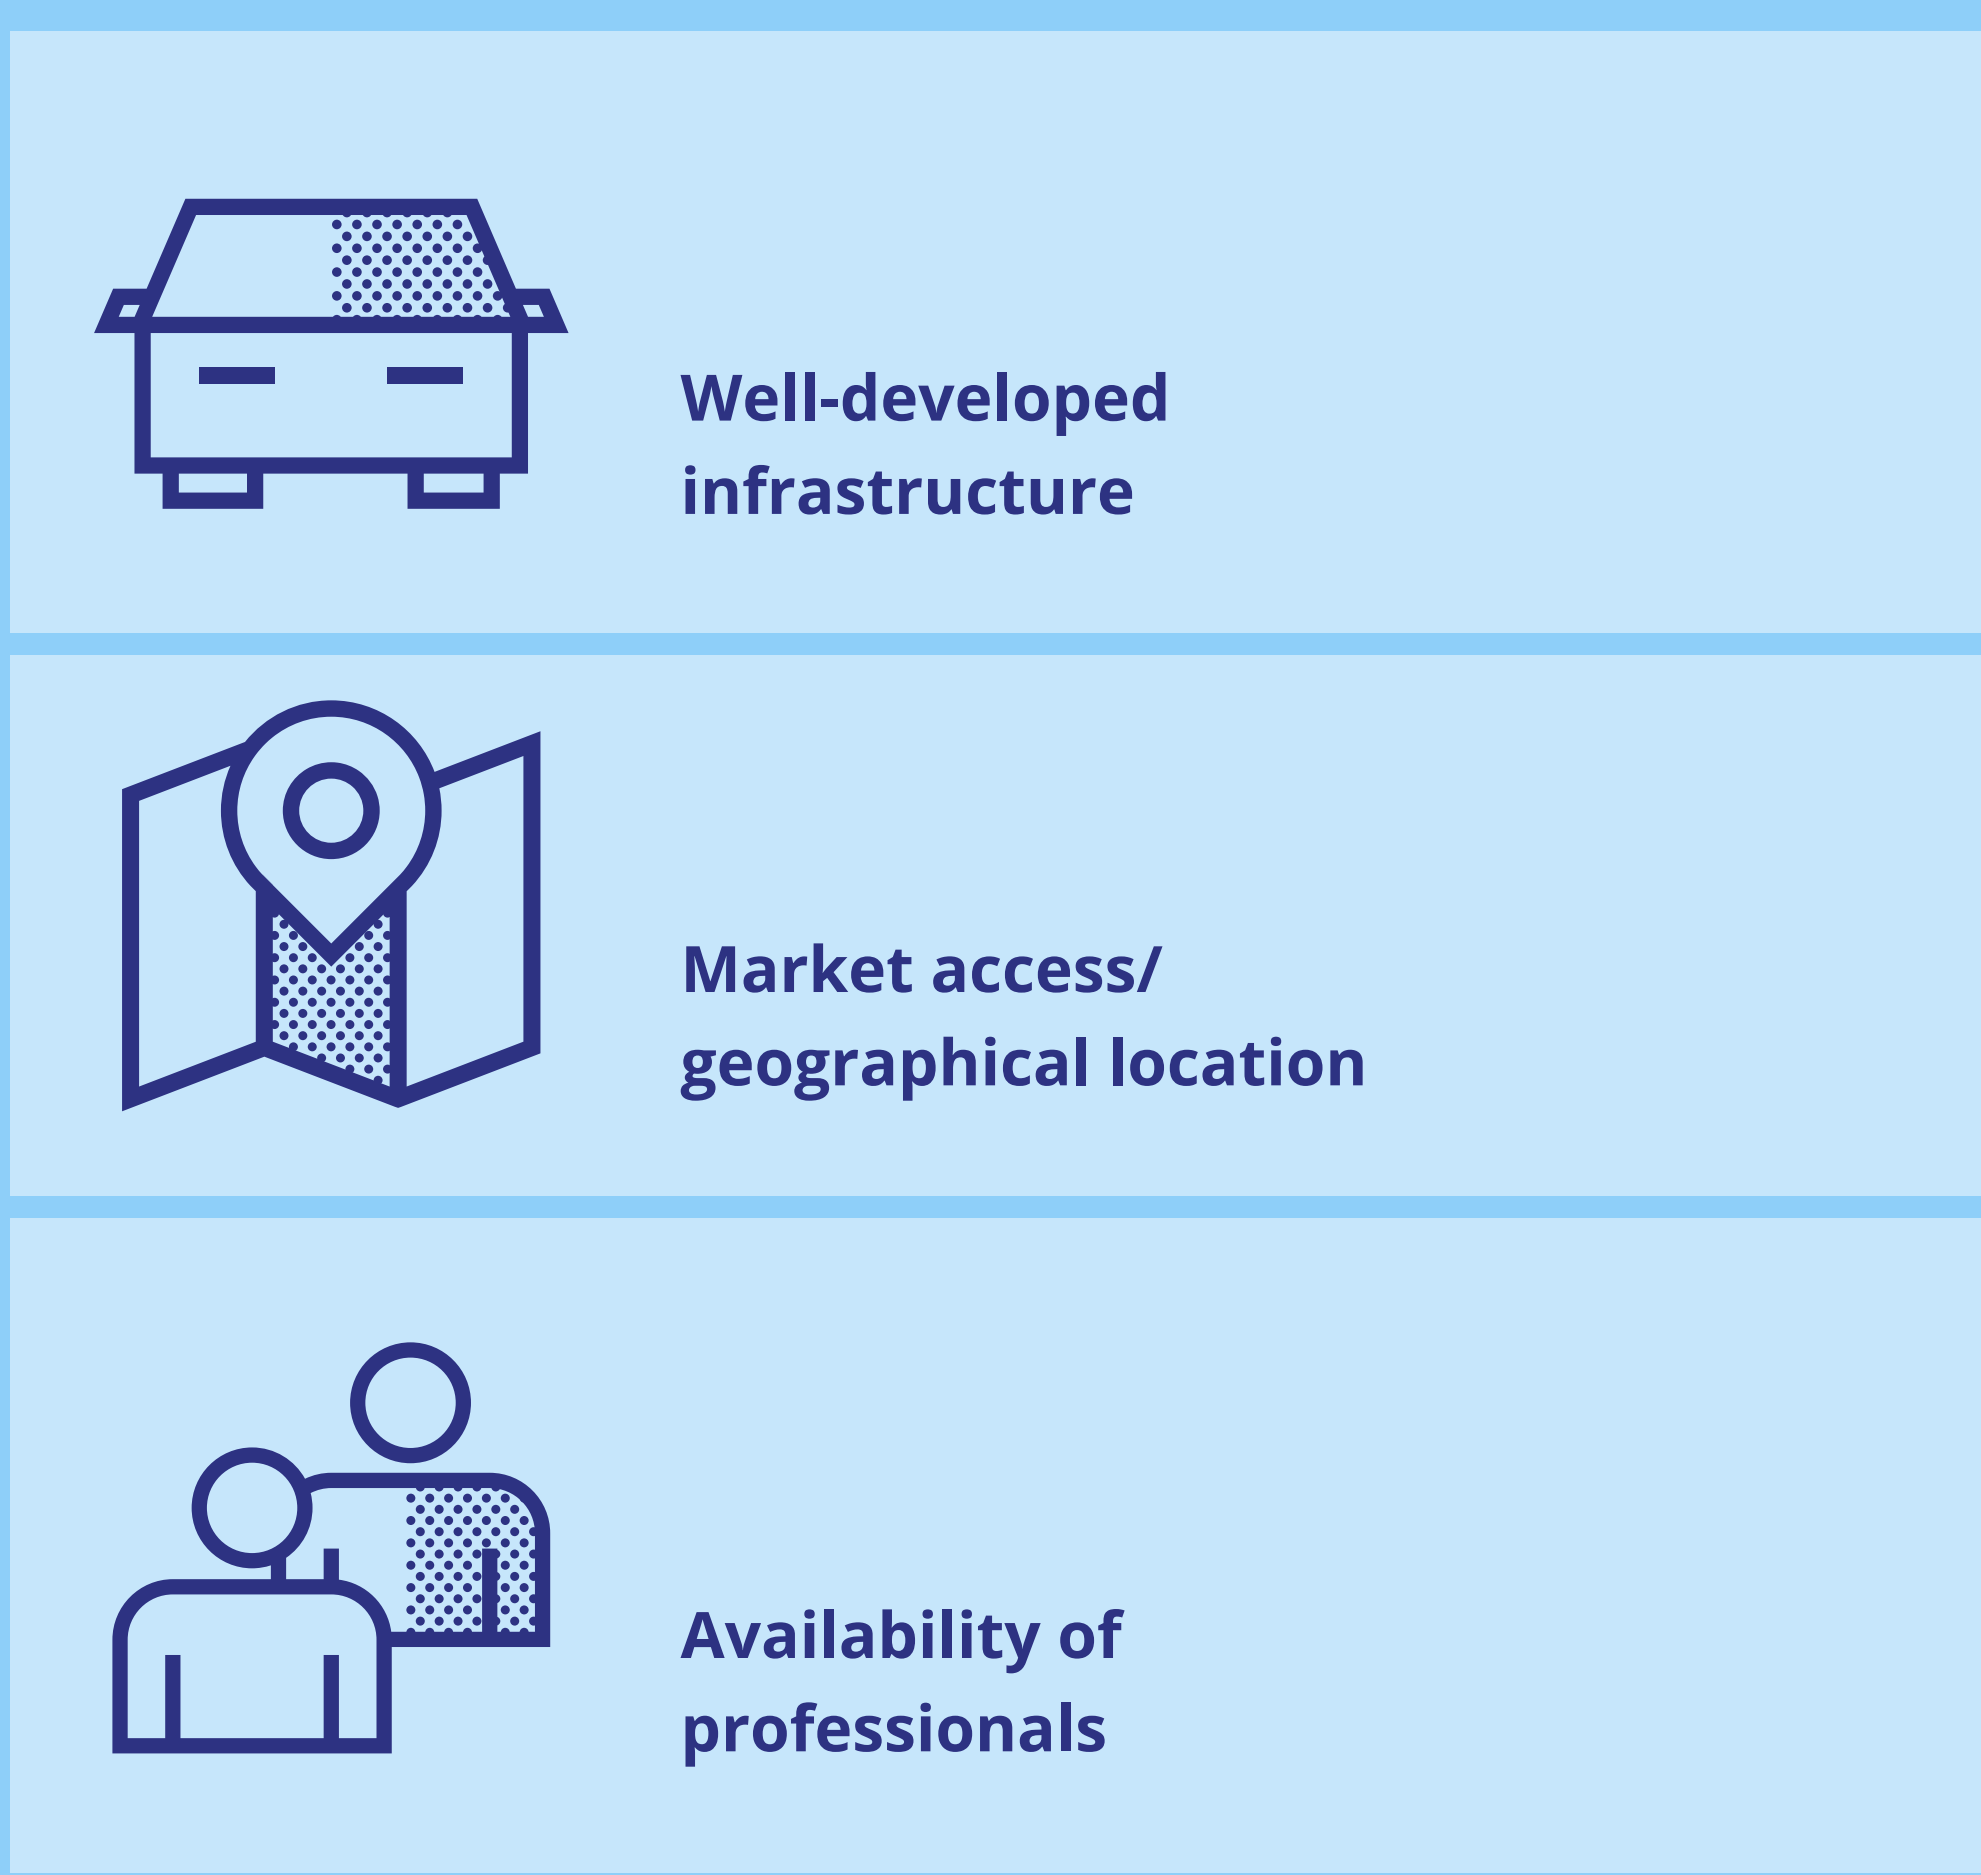 Well-developed
infrastructure
Market access/
geographical location
Availability of
professionals